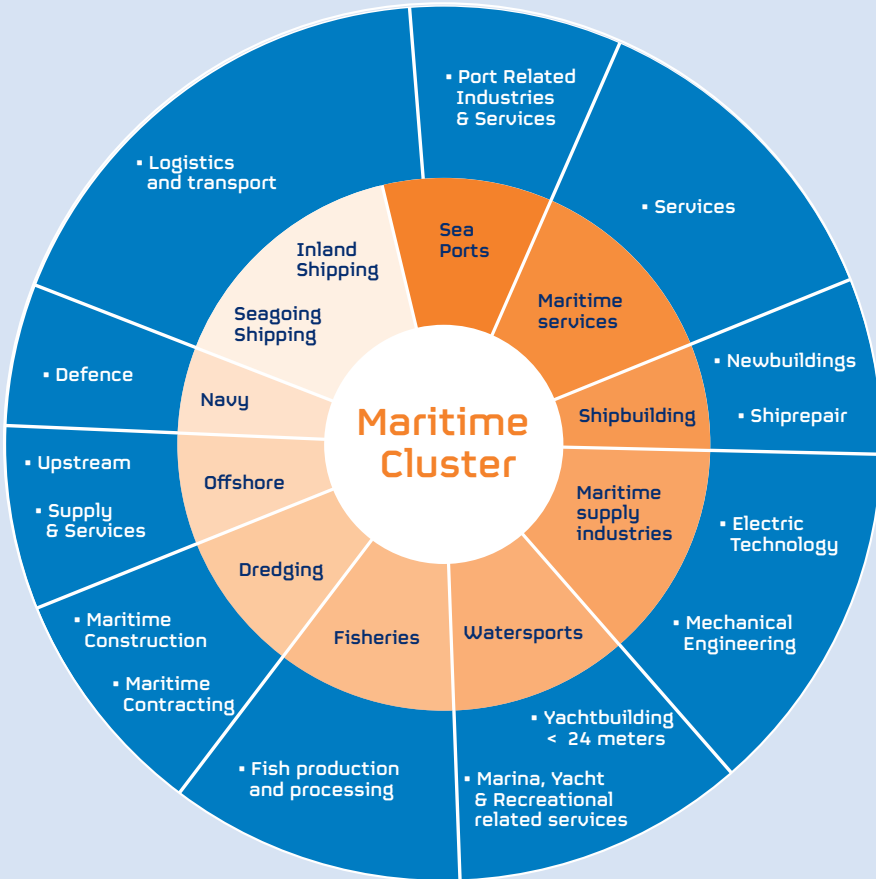 ▪ Port Related
Industries
& Services
▪ Logistics
and transport
▪ Services
Sea
Ports
Inland
Shipping
Seagoing
Shipping
Maritime
services
▪ Newbuildings
▪ Shiprepair
▪ Defence
Navy
Shipbuilding
Maritime
Cluster
▪ Upstream
▪ Supply
& Services
Offshore
Maritime
supply
industries
▪ Electric
Technology
Dredging
▪ Maritime
Construction
▪ Maritime
Contracting
Fisheries
Watersports
▪ Mechanical
Engineering
▪ Yachtbuilding
< 24 meters
▪ Fish production
and processing
▪ Marina, Yacht
& Recreational
related services